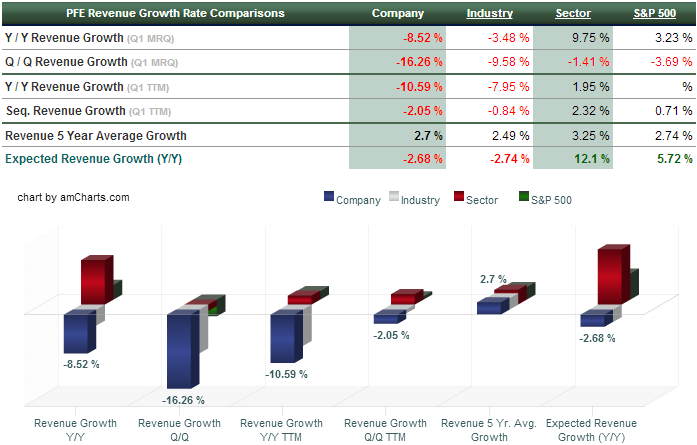 PFE Revenue Growth Rate Comparisons Company Industry Sector S&P 500
Y / Y Revenue Growth (Q1 MRQ) -8.52 % -3.48 % 9.75 % 3.23 %
Q / Q Revenue Growth (Q1 MRQ) -16.26 % -9.58 % -1.41 % -3.69 %
Y / Y Revenue Growth (Q1 TTM) -10.59 % -7.95 % 1.95 % %
Seq. Revenue Growth (Q1 TTM) -2.05 % -0.84 % 2.32 % 0.71 %
Revenue 5 Year Average Growth 2.7 % 2.49 % 3.25 % 2.74 %
Expected Revenue Growth (Y/Y) -2.68 % -2.74 % 12.1 % 5.72 %
chart by amCharts.com
Company Industry Sector S&P 500
2.7 %
-8.52 %
-16.26 %
-10.59 %
-2.05 %
-2.68 %
Revenue Growth
Y/Y
Revenue Growth
Q/Q
Revenue Growth
Y/Y TTM
Revenue Growth
Q/Q TTM
Revenue 5 Yr. Avg.
Growth
Expected Revenue
Growth (Y/Y)